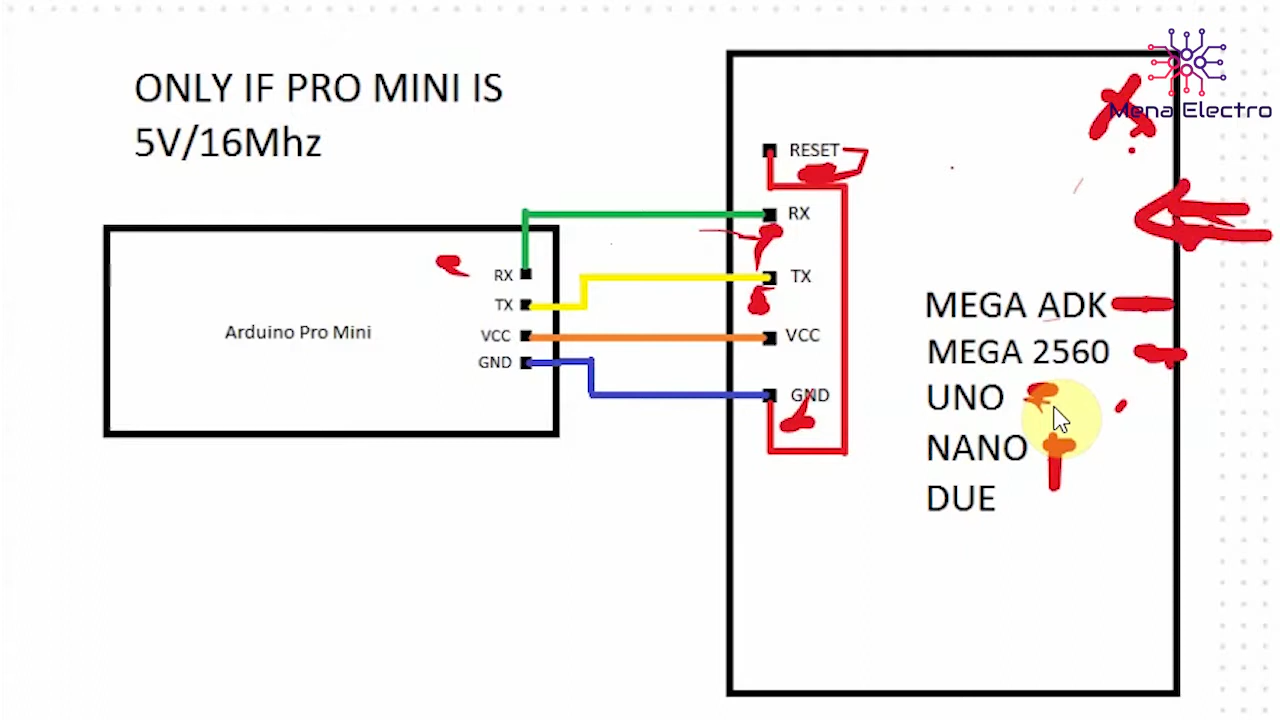 Mena Electro
ONLY IF PRO MINI IS
5V/16Mhz
RESET
RX
TX
VCC
GND
RX
TX
VCC
GND
Arduino Pro Mini
MEGA ADK
MEGA 2560
UNO
NANO
DUE